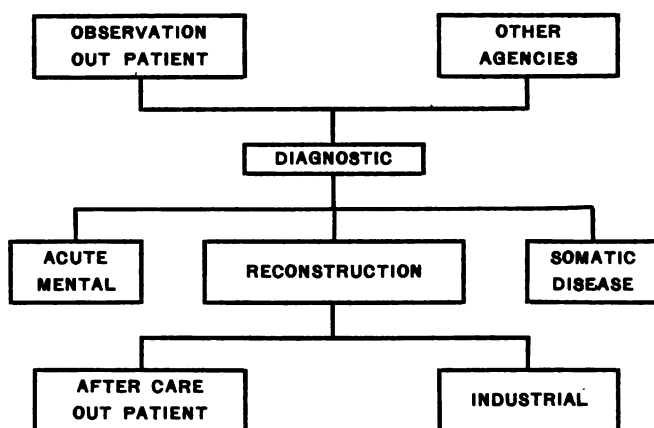 OBSERVATION
OUT PATIENT
OTHER
AGENCIES
DIAGNOSTIC
ACUTE
MENTAL
RECONSTRUCTION
SOMATIC
DISEASE
AFTER CARE
OUT PATIENT
INDUSTRIAL